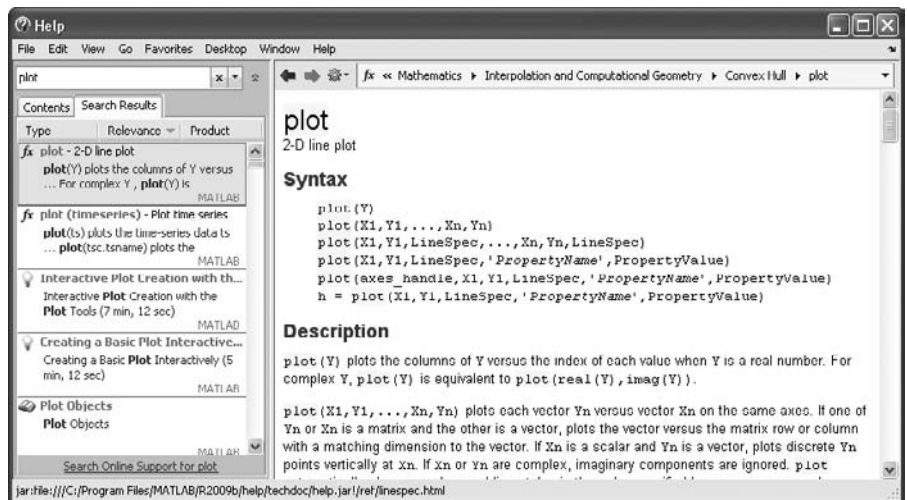 Help
File Edit View Go Favorites Desktop Window Help
plot
fx « Mathematics ▸ Interpolation and Computational Geometry ▸ Convex Hull ▸ plot
Contents Search Results
Type Relevance Product
fx plot - 2-D line plot
plot(Y) plots the columns of Y versus
... For complex Y , plot(Y) is
MATLAB
fx plot (timeseries) - Plot time series
plot(ts) plots the time-series data ts
... plot(tsc.tsname) plots the
MATLAB
Interactive Plot Creation with th...
Interactive Plot Creation with the
Plot Tools (7 min, 12 sec)
MATLAB
Creating a Basic Plot Interactive...
Creating a Basic Plot Interactively (5
min, 12 sec)
MATLAB
Plot Objects
Plot Objects
MATLAB
Search Online Support for plot
plot
2-D line plot
Syntax
plot(Y)
plot(X1,Y1,...,Xn,Yn)
plot(X1,Y1,LineSpec,...,Xn,Yn,LineSpec)
plot(X1,Y1,LineSpec,'PropertyName',PropertyValue)
plot(axes_handle,X1,Y1,LineSpec,'PropertyName',PropertyValue)
h = plot(X1,Y1,LineSpec,'PropertyName',PropertyValue)
Description
plot(Y) plots the columns of Y versus the index of each value when Y is a real number. For
complex Y, plot(Y) is equivalent to plot(real(Y),imag(Y)).
plot(X1,Y1,...,Xn,Yn) plots each vector Yn versus vector Xn on the same axes. If one of
Yn or Xn is a matrix and the other is a vector, plots the vector versus the matrix row or column
with a matching dimension to the vector. If Xn is a scalar and Yn is a vector, plots discrete Yn
points vertically at Xn. If Xn or Yn are complex, imaginary components are ignored. plot
jar:file:///C:/Program Files/MATLAB/R2009b/help/techdoc/help.jar!/ref/linespec.html